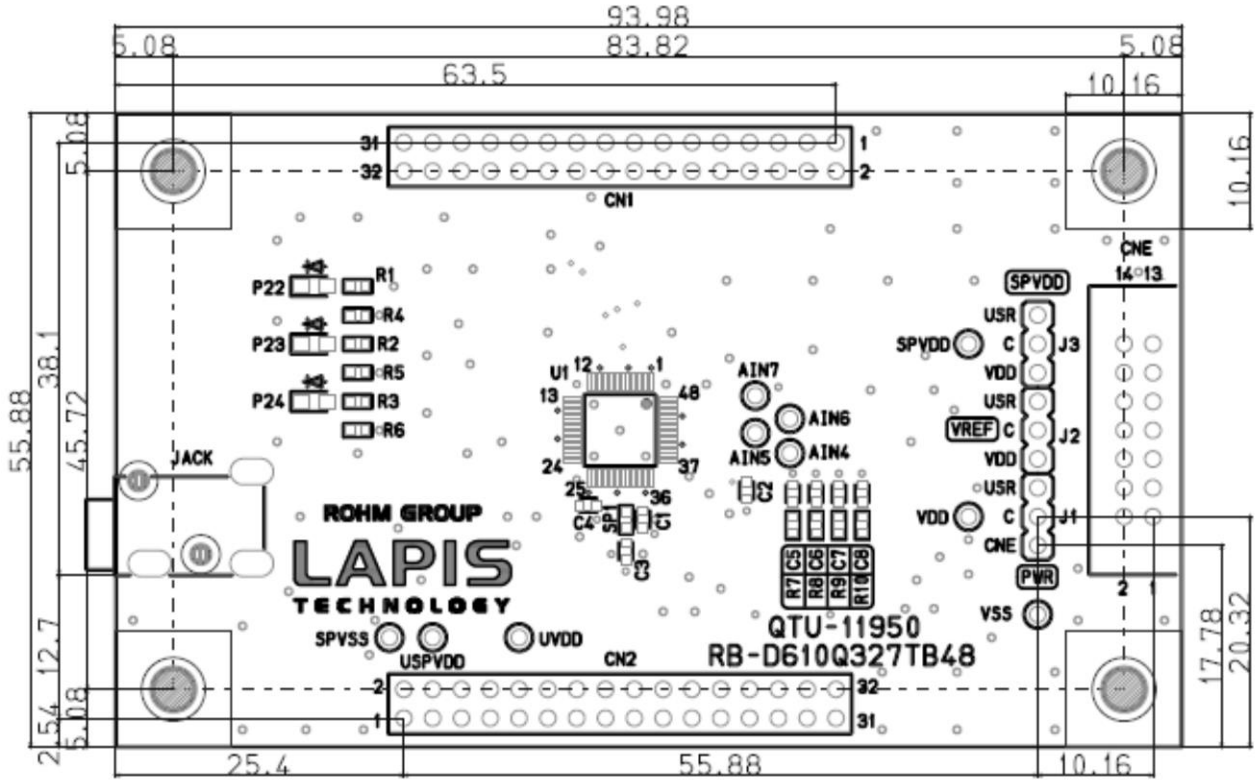 93.98
5.08 83.82 5.08
63.5
10.16
5.08
31 1
32 2
CN1
10.16
CNE
14 13
SPVDD
P22 R1
R4
P23 R2
R5
P24 R3
R6
USR
SPVDD C J3
VDD
USR
VREF C J2
VDD
USR
VDD C J1
CNE
PWR
2 1
VSS
U1 12 1
13 48
24 37
25 36
AIN7
AIN6
AIN5 AIN4
C2
C4 SP1 C1
C3
C5 C6 C7 C8
R7 R8 R9 R10
JACK
ROHM GROUP
LAPIS
TECHNOLOGY
SPVSS USPVDD UVDD
QTU-11950
RB-D610Q327TB48
CN2
2 32
1 31
55.88
38.1
45.72
12.7
2.54
5.08
17.78
20.32
25.4 55.88 10.16